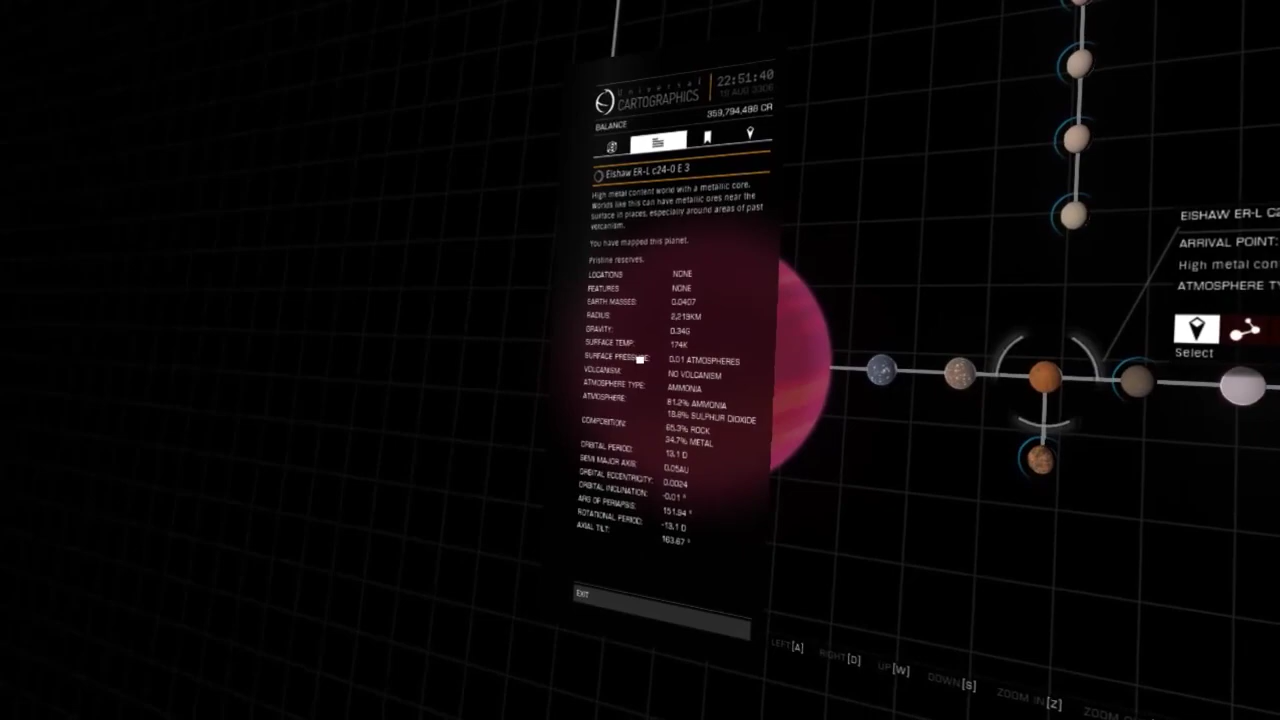 Universal
CARTOGRAPHICS
22:51:40
BALANCE
359,794,488 CR
Eishaw ER-L c24-0 E 3
High metal content world with a metallic core.
Worlds like this can have metallic ores near the
surface in places, especially around areas of past
volcanism.
You have mapped this planet.
Pristine reserves.
LOCATIONS NONE
FEATURES NONE
EARTH MASSES: 0.0407
RADIUS: 2,213KM
GRAVITY: 0.34G
SURFACE TEMP: 174K
SURFACE PRESSURE: 0.01 ATMOSPHERES
VOLCANISM: NO VOLCANISM
ATMOSPHERE TYPE: AMMONIA
ATMOSPHERE: 81.2% AMMONIA
18.8% SULPHUR DIOXIDE
COMPOSITION: 65.3% ROCK
34.7% METAL
ORBITAL PERIOD: 13.1 D
SEMI MAJOR AXIS: 0.05AU
ORBITAL ECCENTRICITY: 0.0024
ORBITAL INCLINATION: -0.01 °
ARG OF PERIAPSIS: 151.94 °
ROTATIONAL PERIOD: -13.1 D
AXIAL TILT: 163.67 °
EXIT
EISHAW ER-L C2
ARRIVAL POINT:
High metal con
ATMOSPHERE TY
Select
LEFT[A] RIGHT[D] UP[W] DOWN[S] ZOOM IN[Z] ZOOM